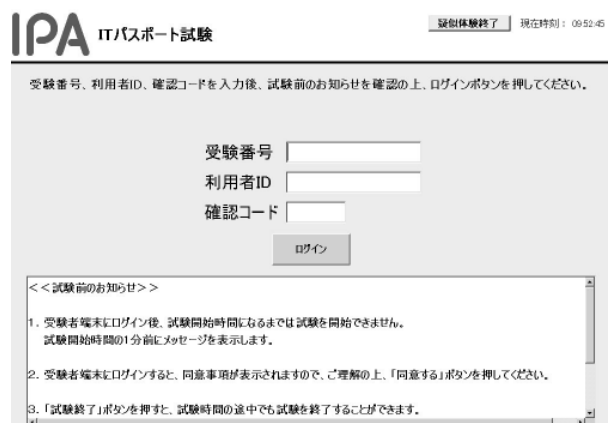 IPA ITパスポート試験
疑似体験終了 現在時刻： 09:52:45
受験番号、利用者ID、確認コードを入力後、試験前のお知らせを確認の上、ログインボタンを押してください。
受験番号
利用者ID
確認コード
ログイン
＜＜試験前のお知らせ＞＞
1. 受験者端末にログイン後、試験開始時間になるまでは試験を開始できません。
試験開始時間の1分前にメッセージを表示します。
2. 受験者端末にログインすると、同意事項が表示されますので、ご理解の上、「同意する」ボタンを押してください。
3. 「試験終了」ボタンを押すと、試験時間の途中でも試験を終了することができます。